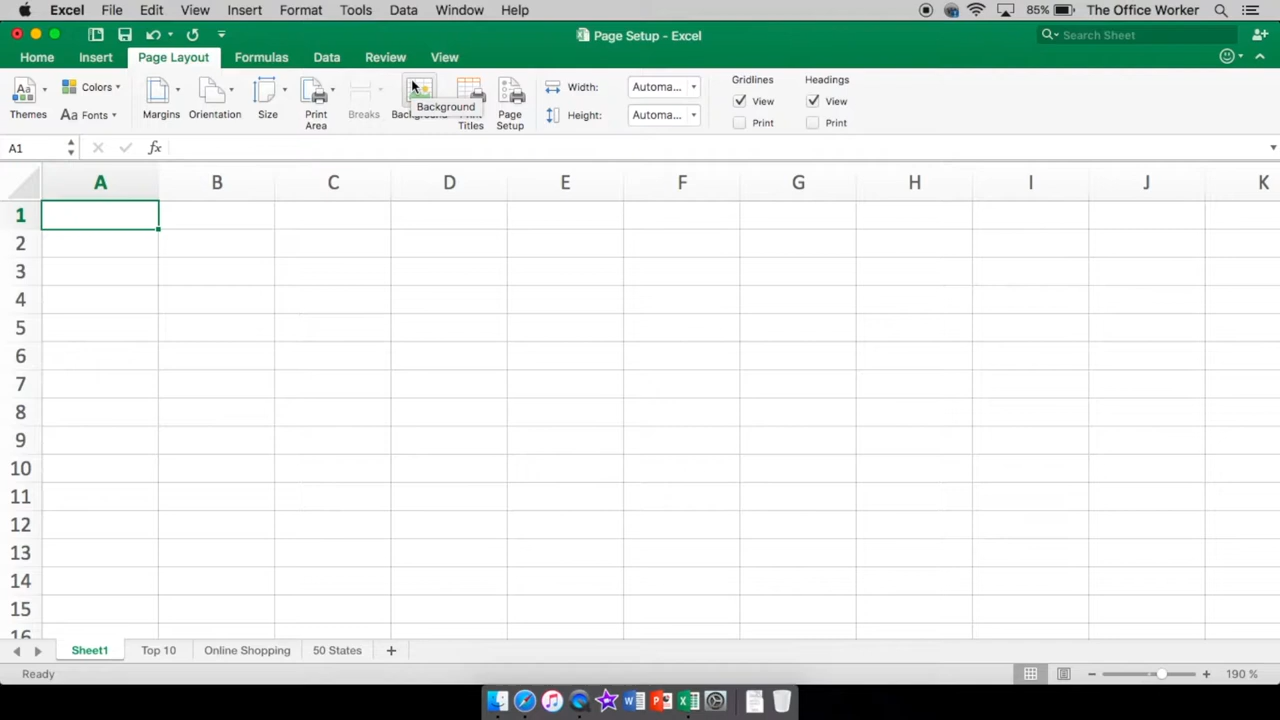 Excel File Edit View Insert Format Tools Data Window Help 85% The Office Worker
Page Setup - Excel Search Sheet
Home Insert Page Layout Formulas Data Review View
Themes Colors Fonts Margins Orientation Size Print Area Breaks Background Print Titles Page Setup
Background
Width: Automa...
Height: Automa...
Gridlines Headings
View View
Print Print
A1 fx
A B C D E F G H I J K
1
2
3
4
5
6
7
8
9
10
11
12
13
14
15
16
Sheet1 Top 10 Online Shopping 50 States +
Ready 190 %